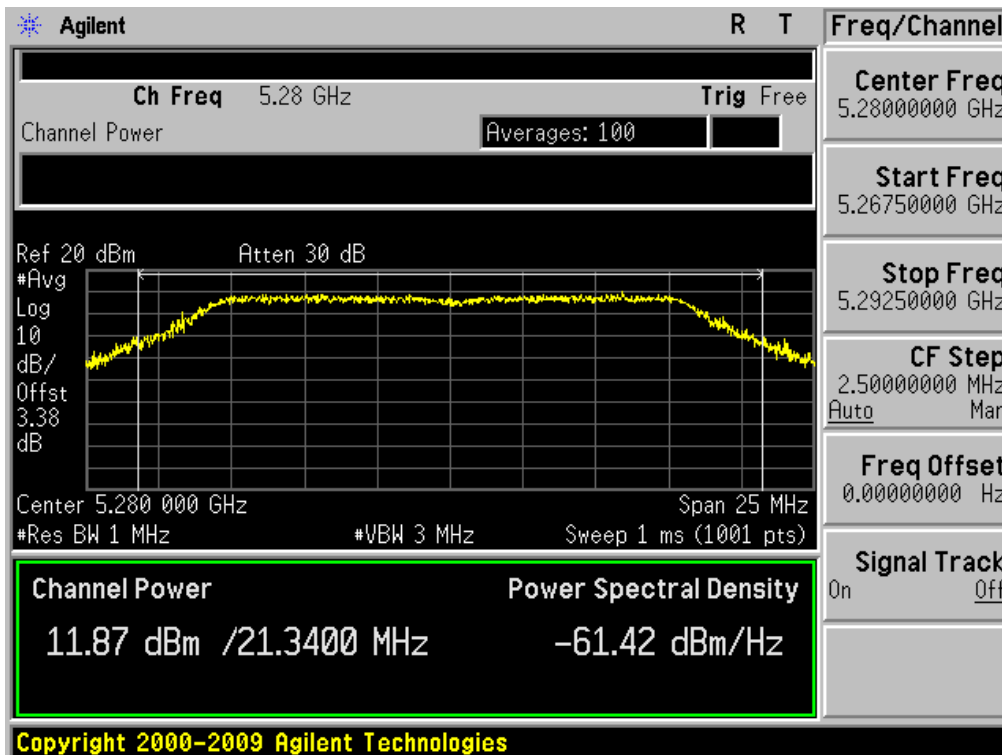 Agilent R T
Ch Freq 5.28 GHz Trig Free
Channel Power Averages: 100
Ref 20 dBm Atten 30 dB
#Avg
Log
10
dB/
Offst
3.38
dB
Center 5.280 000 GHz Span 25 MHz
#Res BW 1 MHz #VBW 3 MHz Sweep 1 ms (1001 pts)
Channel Power Power Spectral Density
11.87 dBm /21.3400 MHz -61.42 dBm/Hz
Copyright 2000-2009 Agilent Technologies
Freq/Channel
Center Freq
5.28000000 GHz
Start Freq
5.26750000 GHz
Stop Freq
5.29250000 GHz
CF Step
2.50000000 MHz
Auto Man
Freq Offset
0.00000000 Hz
Signal Track
On Off